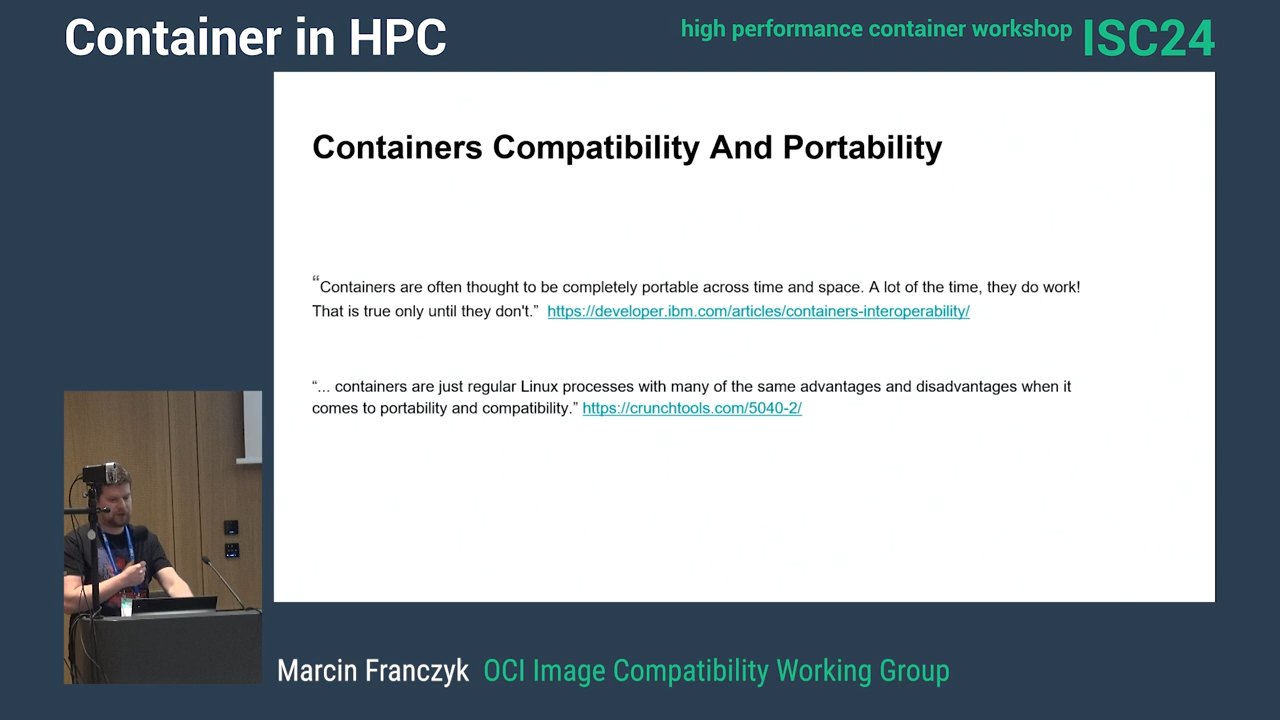 Container in HPC
high performance container workshop ISC24
Containers Compatibility And Portability
“Containers are often thought to be completely portable across time and space. A lot of the time, they do work!
That is true only until they don't.” https://developer.ibm.com/articles/containers-interoperability/
“... containers are just regular Linux processes with many of the same advantages and disadvantages when it
comes to portability and compatibility.” https://crunchtools.com/5040-2/
Marcin Franczyk OCI Image Compatibility Working Group